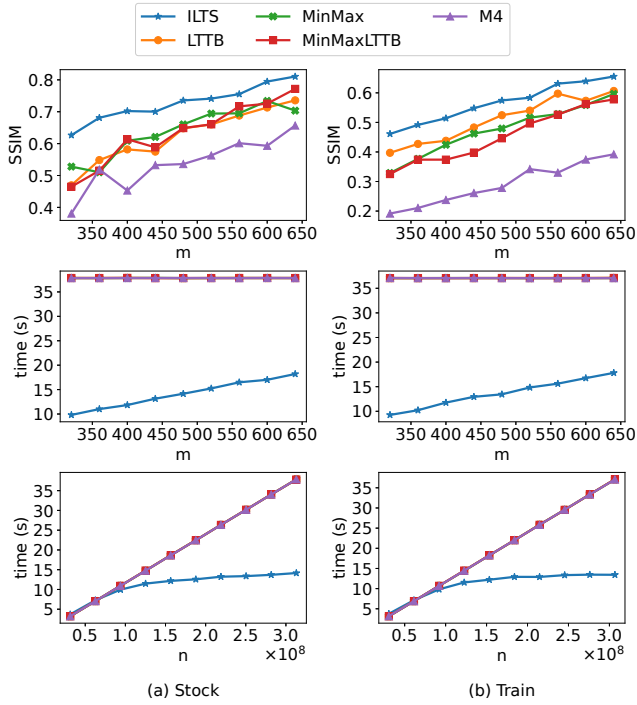 ILTS MinMax M4
LTTB MinMaxLTTB
0.8
0.7
0.6
0.5
0.4
SSIM
350 400 450 500 550 600 650
m
0.6
0.5
0.4
0.3
0.2
SSIM
350 400 450 500 550 600 650
m
35
30
25
20
15
10
time (s)
350 400 450 500 550 600 650
m
35
30
25
20
15
10
time (s)
350 400 450 500 550 600 650
m
35
30
25
20
15
10
5
time (s)
0.5 1.0 1.5 2.0 2.5 3.0
n ×10⁸
35
30
25
20
15
10
5
time (s)
0.5 1.0 1.5 2.0 2.5 3.0
n ×10⁸
(a) Stock (b) Train